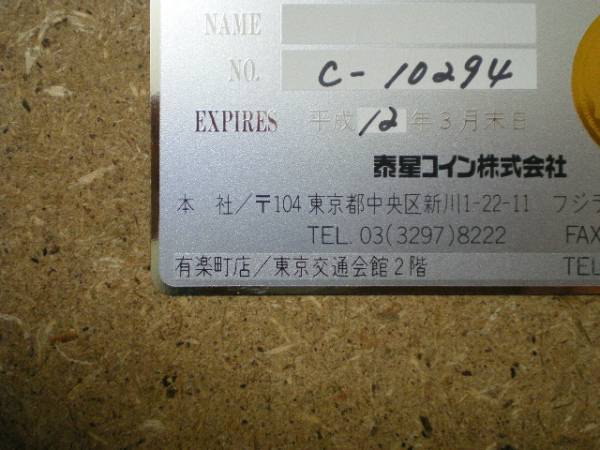 NAME
NO. C-10294
EXPIRES 平成12年3月末日
泰星コイン株式会社
本 社/〒104 東京都中央区新川1-22-11 フジ
TEL. 03(3297)8222 FAX
有楽町店/東京交通会館2階 TEL